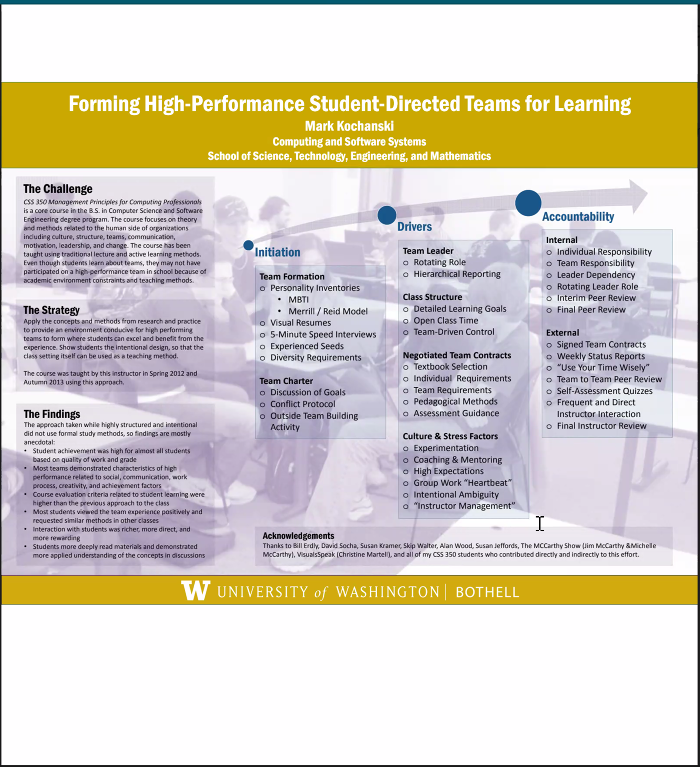 Forming High-Performance Student-Directed Teams for Learning
Mark Kochanski
Computing and Software Systems
School of Science, Technology, Engineering, and Mathematics
The Challenge
CSS 350 Management Principles for Computing Professionals
is a core course in the B.S. in Computer Science and Software
Engineering degree program. The course focuses on theory
and methods related to the human side of organizations
including culture, structure, teams, communication,
motivation, leadership, and change. The course has been
taught using traditional lecture and active learning methods.
Even though students learn about teams, they may not have
participated on a high-performance team in school because of
academic environment constraints and teaching methods.
The Strategy
Apply the concepts and methods from research and practice
to provide an environment conducive for high performing
teams to form where students can excel and benefit from the
experience. Show students the intentional design, so that the
class setting itself can be used as a teaching method.
The course was taught by this instructor in Spring 2012 and
Autumn 2013 using this approach.
The Findings
The approach taken while highly structured and intentional
did not use formal study methods, so findings are mostly
anecdotal:
• Student achievement was high for almost all students
based on quality of work and grade
• Most teams demonstrated characteristics of high
performance related to social, communication, work
process, creativity, and achievement factors
• Course evaluation criteria related to student learning were
higher than the previous approach to the class
• Most students viewed the team experience positively and
requested similar methods in other classes
• Interaction with students was richer, more direct, and
more rewarding
• Students more deeply read materials and demonstrated
more applied understanding of the concepts in discussions
Initiation
Team Formation
o Personality Inventories
• MBTI
• Merrill / Reid Model
o Visual Resumes
o 5-Minute Speed Interviews
o Experienced Seeds
o Diversity Requirements
Team Charter
o Discussion of Goals
o Conflict Protocol
o Outside Team Building
Activity
Drivers
Team Leader
o Rotating Role
o Hierarchical Reporting
Class Structure
o Detailed Learning Goals
o Open Class Time
o Team-Driven Control
Negotiated Team Contracts
o Textbook Selection
o Individual Requirements
o Team Requirements
o Pedagogical Methods
o Assessment Guidance
Culture & Stress Factors
o Experimentation
o Coaching & Mentoring
o High Expectations
o Group Work “Heartbeat”
o Intentional Ambiguity
o “Instructor Management”
Accountability
Internal
o Individual Responsibility
o Team Responsibility
o Leader Dependency
o Rotating Leader Role
o Interim Peer Review
o Final Peer Review
External
o Signed Team Contracts
o Weekly Status Reports
o “Use Your Time Wisely”
o Team to Team Peer Review
o Self-Assessment Quizzes
o Frequent and Direct
Instructor Interaction
o Final Instructor Review
Acknowledgements
Thanks to Bill Erdly, David Socha, Susan Kramer, Skip Walter, Alan Wood, Susan Jeffords, The MCCarthy Show (Jim McCarthy &Michelle
McCarthy), VisualsSpeak (Christine Martell), and all of my CSS 350 students who contributed directly and indirectly to this effort.
W UNIVERSITY of WASHINGTON | BOTHELL